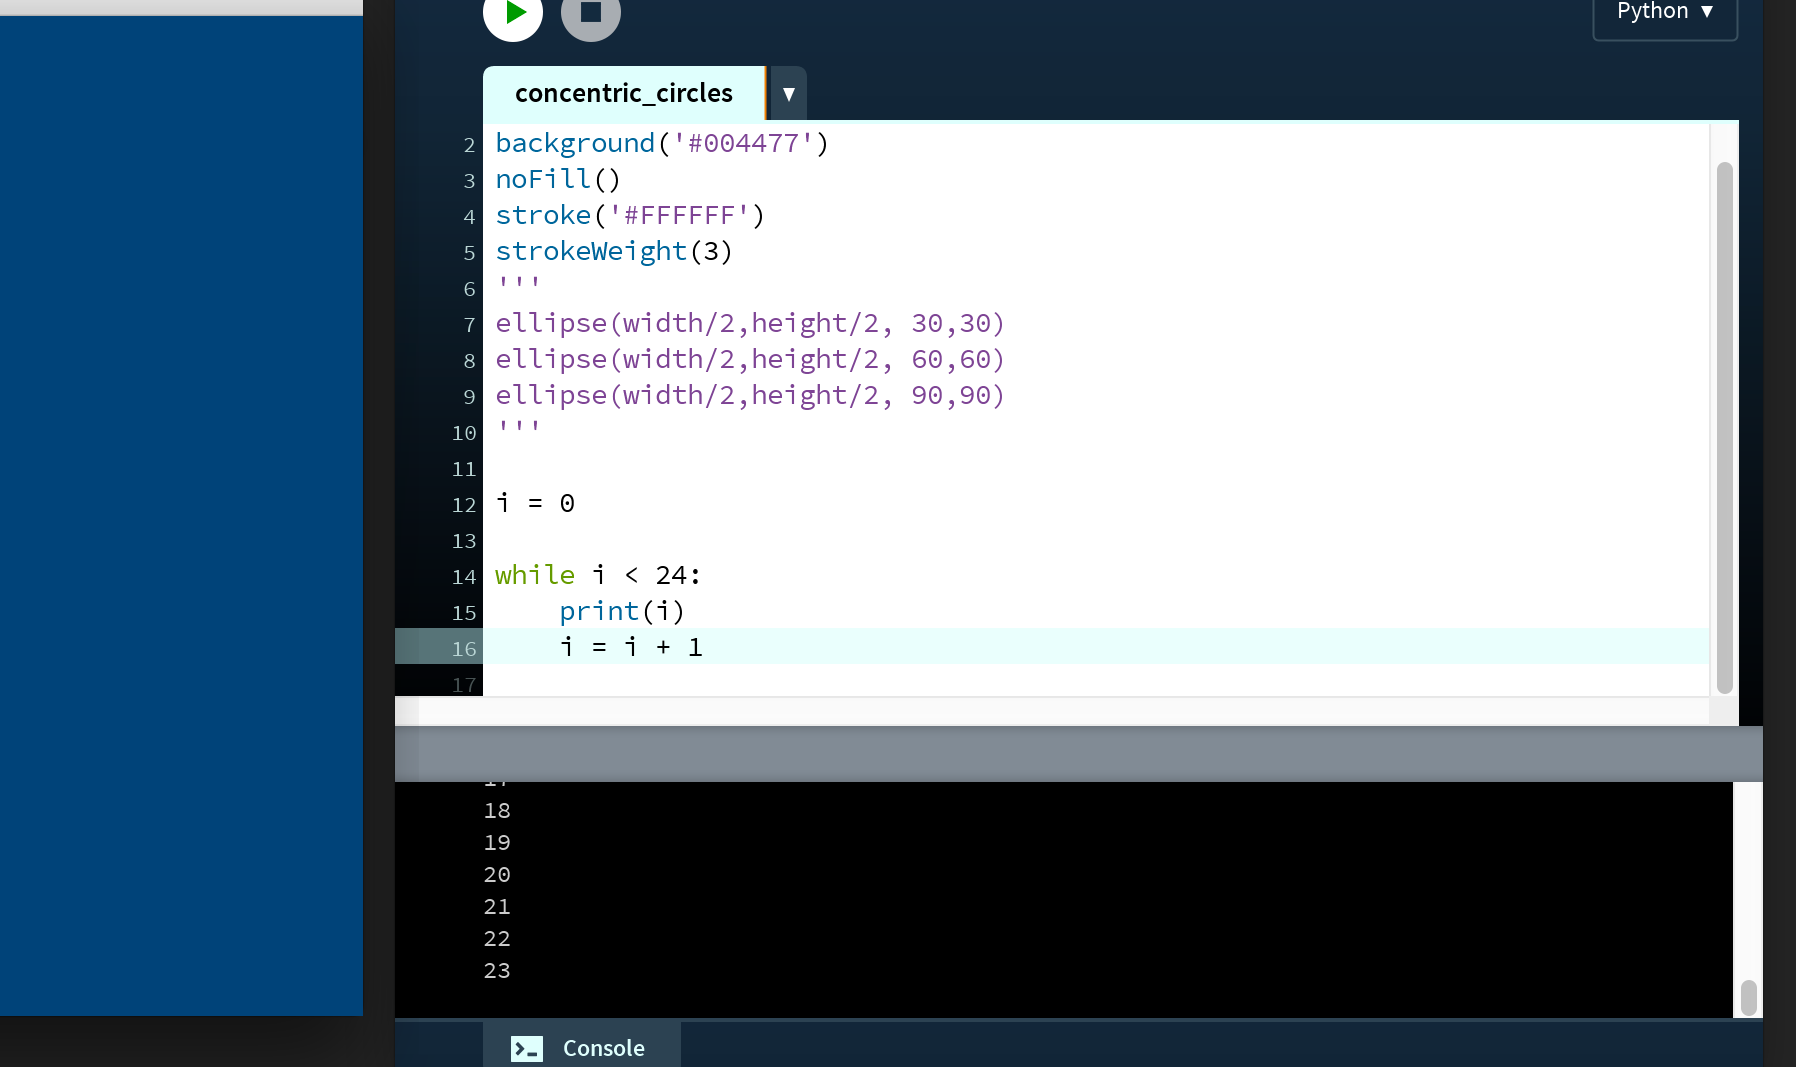 Python ▼
concentric_circles ▼
2 background('#004477')
3 noFill()
4 stroke('#FFFFFF')
5 strokeWeight(3)
6 '''
7 ellipse(width/2,height/2, 30,30)
8 ellipse(width/2,height/2, 60,60)
9 ellipse(width/2,height/2, 90,90)
10 '''
11
12 i = 0
13
14 while i < 24:
15     print(i)
16     i = i + 1
17
18
19
20
21
22
23
Console